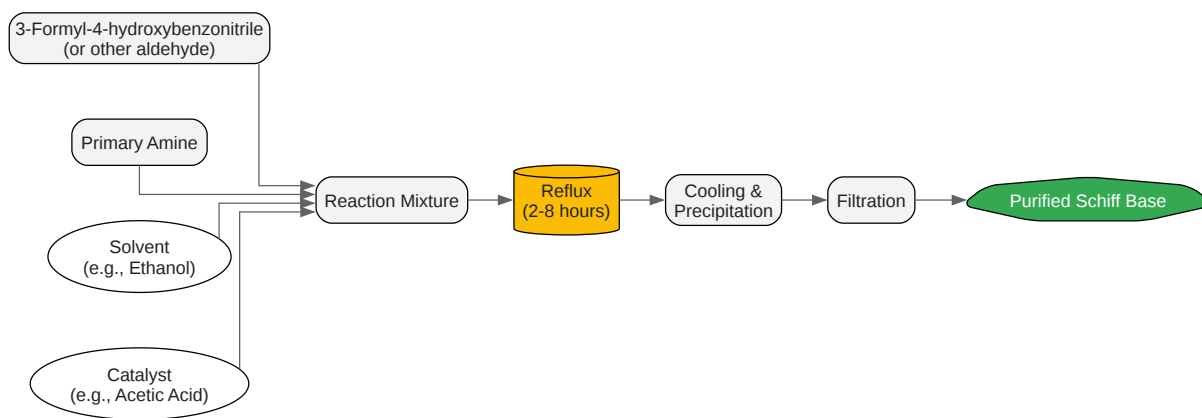 3-Formyl-4-hydroxybenzonitrile
(or other aldehyde)
Primary Amine
Solvent
(e.g., Ethanol)
Catalyst
(e.g., Acetic Acid)
Reaction Mixture
Reflux
(2-8 hours)
Cooling &
Precipitation
Filtration
Purified Schiff Base